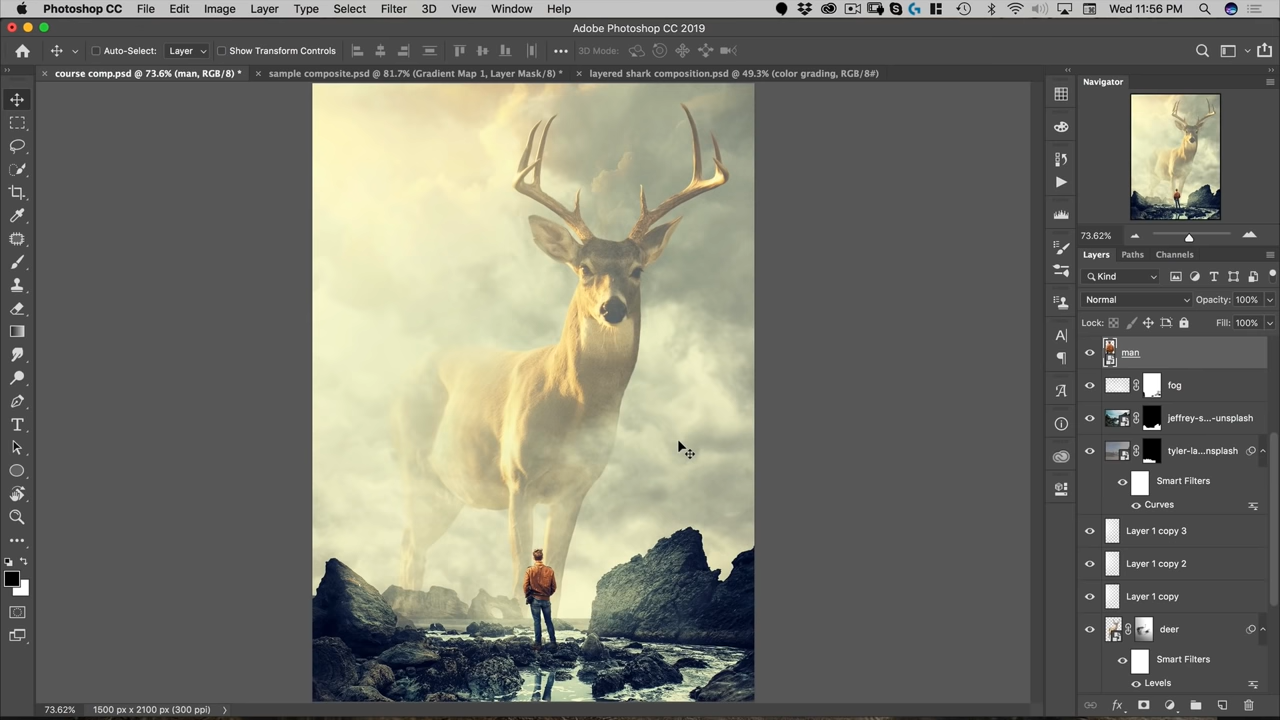 Photoshop CC File Edit Image Layer Type Select Filter 3D View Window Help Wed 11:56 PM
Adobe Photoshop CC 2019
Auto-Select: Layer Show Transform Controls 3D Mode:
course comp.psd @ 73.6% (man, RGB/8) * sample composite.psd @ 81.7% (Gradient Map 1, Layer Mask/8) * layered shark composition.psd @ 49.3% (color grading, RGB/8#)
Navigator
73.62%
Layers Paths Channels
Kind
Normal Opacity: 100%
Lock: Fill: 100%
man
fog
jeffrey-s...-unsplash
tyler-la...nsplash
Smart Filters
Curves
Layer 1 copy 3
Layer 1 copy 2
Layer 1 copy
deer
Smart Filters
Levels
73.62% 1500 px x 2100 px (300 ppi)